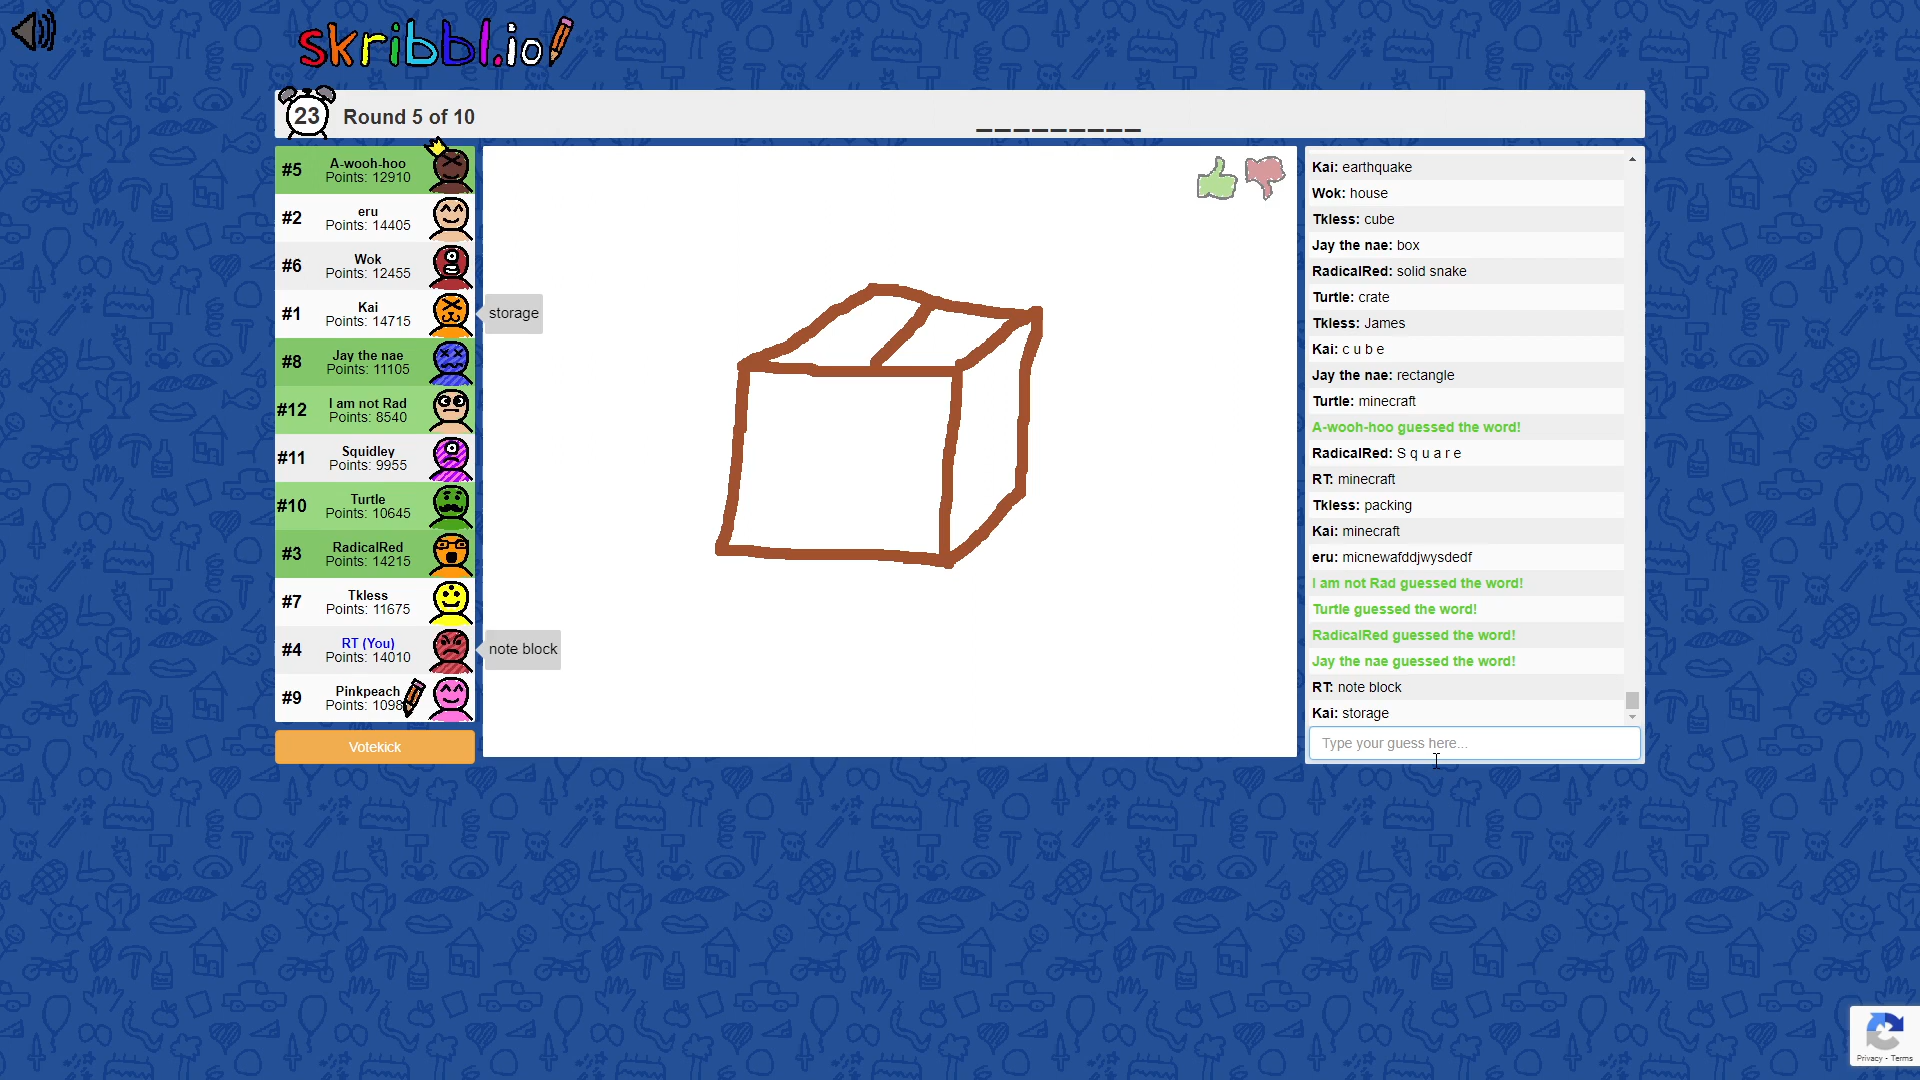 skribbl.io
23
Round 5 of 10
_________
#5
A-wooh-hoo
Points: 12910
#2
eru
Points: 14405
#6
Wok
Points: 12455
#1
Kai
Points: 14715
storage
#8
Jay the nae
Points: 11105
#12
I am not Rad
Points: 8540
#11
Squidley
Points: 9955
#10
Turtle
Points: 10645
#3
RadicalRed
Points: 14215
#7
Tkless
Points: 11675
#4
RT (You)
Points: 14010
note block
#9
Pinkpeach
Points: 1098
Votekick
Kai: earthquake
Wok: house
Tkless: cube
Jay the nae: box
RadicalRed: solid snake
Turtle: crate
Tkless: James
Kai: c u b e
Jay the nae: rectangle
Turtle: minecraft
A-wooh-hoo guessed the word!
RadicalRed: S q u a r e
RT: minecraft
Tkless: packing
Kai: minecraft
eru: micnewafddjwysdedf
I am not Rad guessed the word!
Turtle guessed the word!
RadicalRed guessed the word!
Jay the nae guessed the word!
RT: note block
Kai: storage
Type your guess here...
Privacy - Terms